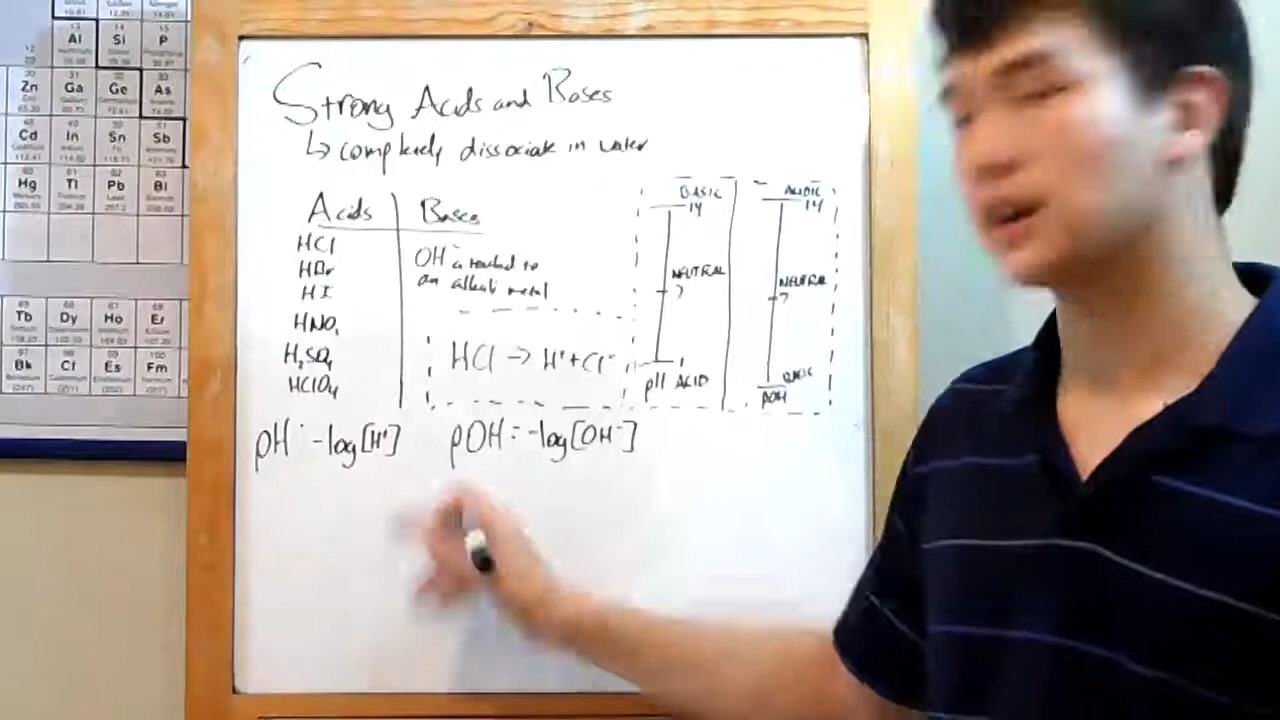 Strong Acids and Bases
↳ completely dissociate in water
Acids
Bases
HCl
HBr
HI
HNO₃
H₂SO₄
HClO₄
OH⁻ attached to
an alkali metal
HCl → H⁺ + Cl⁻
BASIC
14
NEUTRAL
7
pH ACID
ACIDIC
14
NEUTRAL
7
BASIC
pOH
pH = -log[H⁺]
pOH = -log[OH⁻]
Al Si P
Zn Ga Ge As
Cd In Sn Sb
Hg Tl Pb Bi
Tb Dy Ho Er
Bk Cf Es Fm